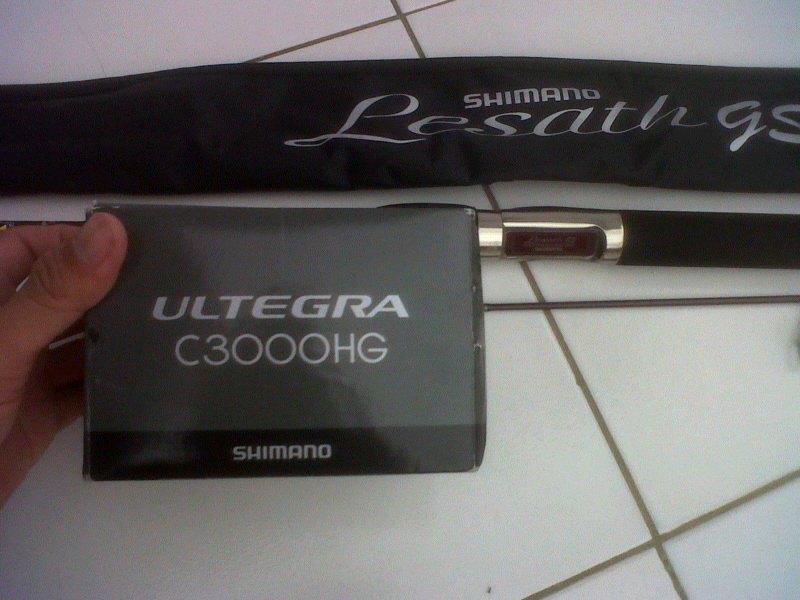 SHIMANO
Lesath gs
ULTEGRA
C3000HG
SHIMANO